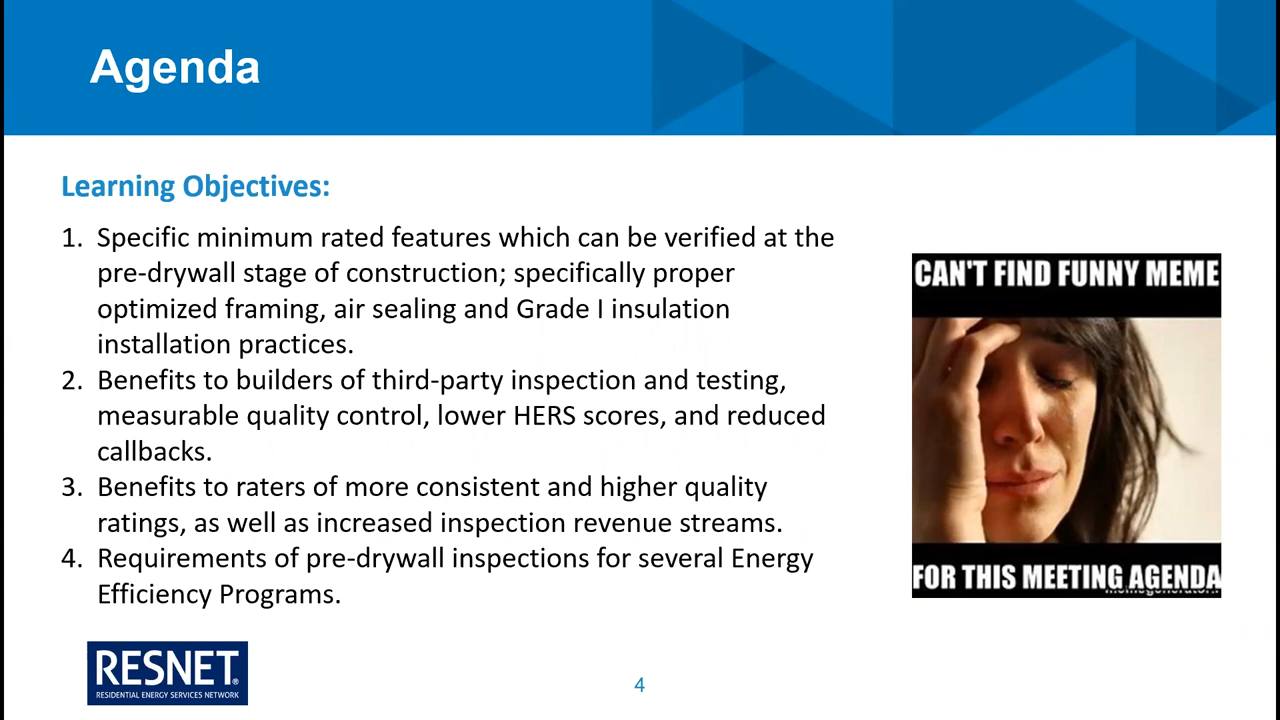 Agenda
Learning Objectives:
1. Specific minimum rated features which can be verified at the
pre-drywall stage of construction; specifically proper
optimized framing, air sealing and Grade I insulation
installation practices.
2. Benefits to builders of third-party inspection and testing,
measurable quality control, lower HERS scores, and reduced
callbacks.
3. Benefits to raters of more consistent and higher quality
ratings, as well as increased inspection revenue streams.
4. Requirements of pre-drywall inspections for several Energy
Efficiency Programs.
CAN'T FIND FUNNY MEME
FOR THIS MEETING AGENDA
RESNET®
RESIDENTIAL ENERGY SERVICES NETWORK
4